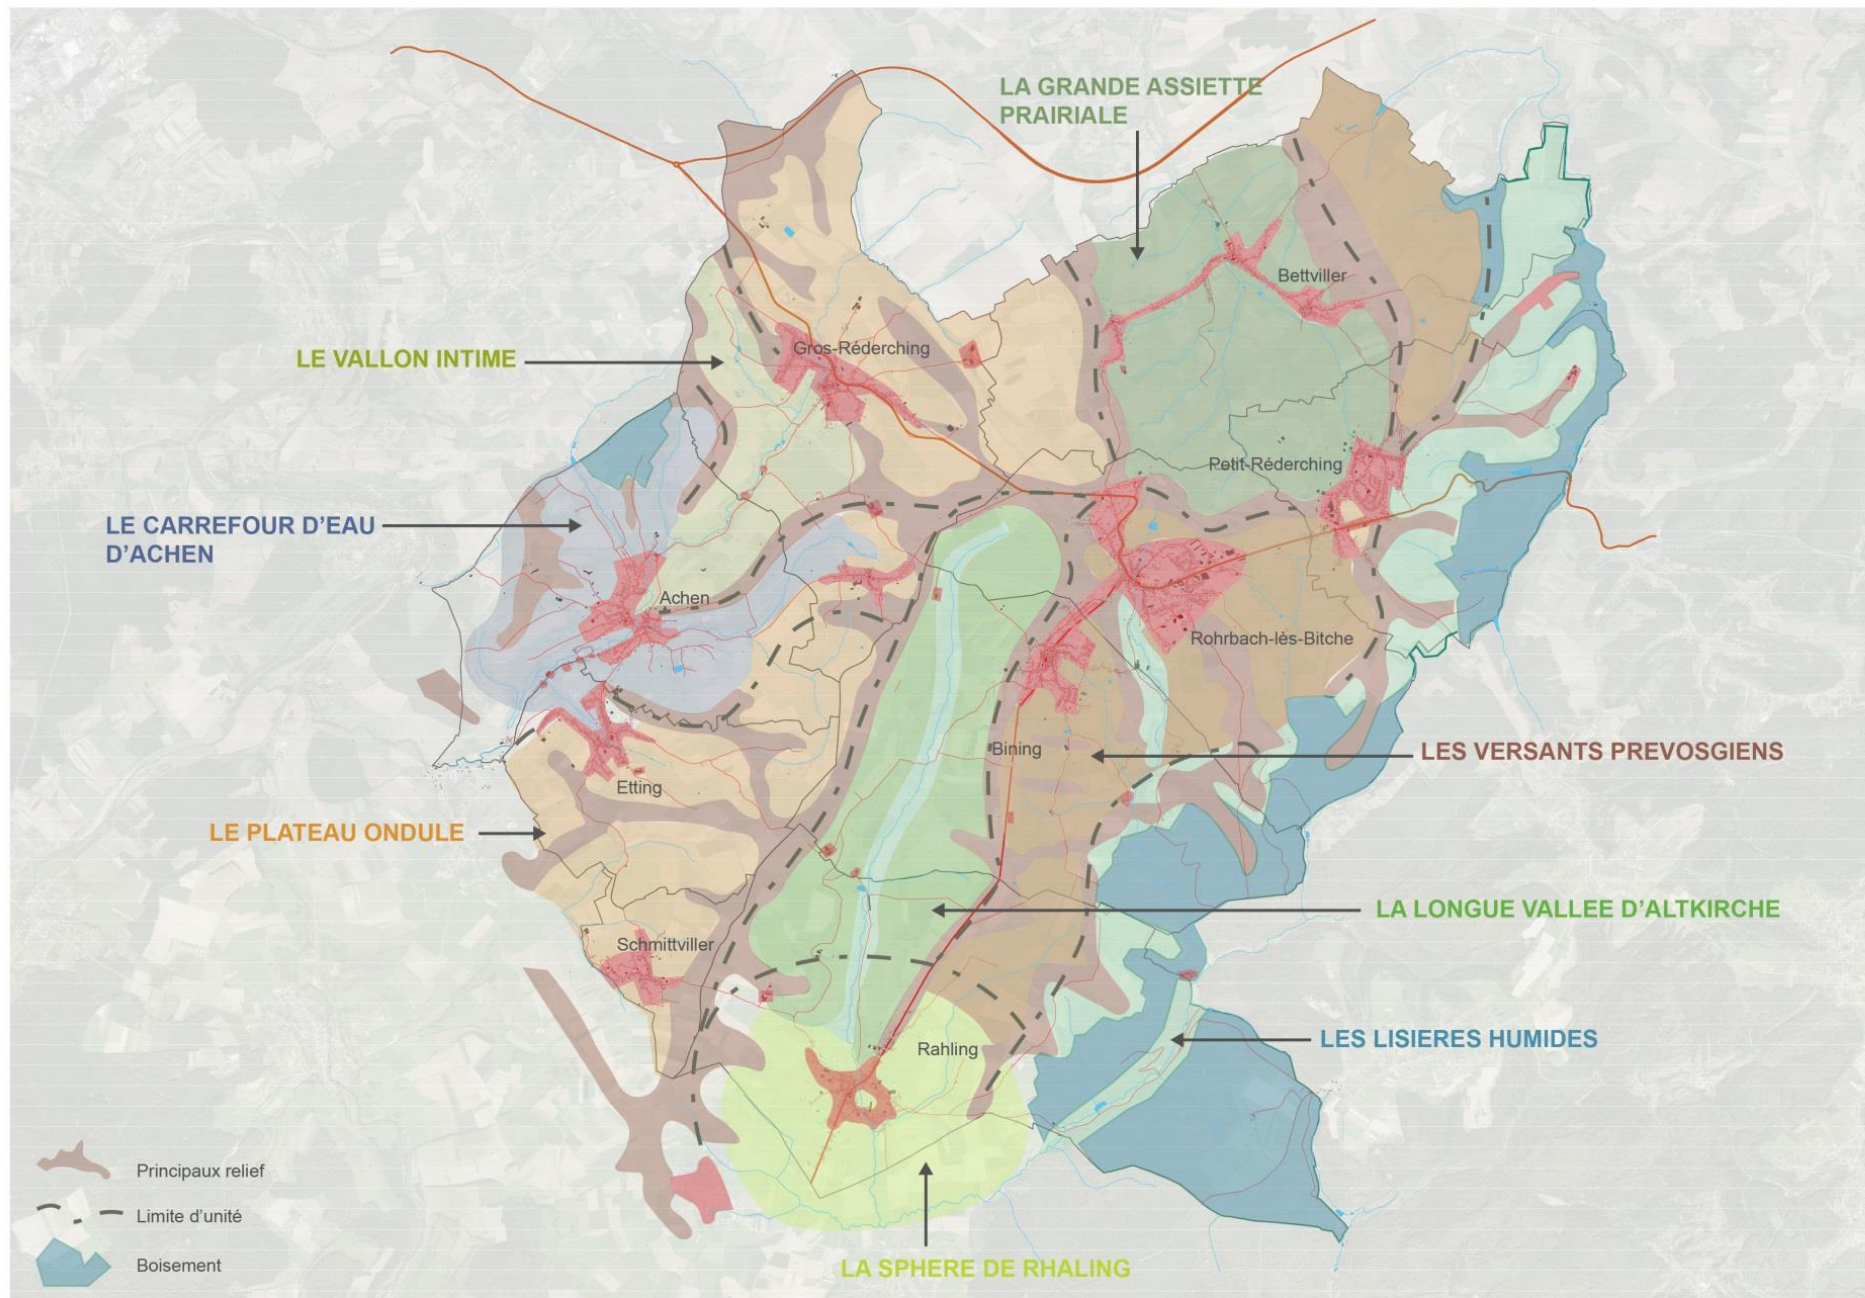 LA GRANDE ASSIETTE
PRAIRIALE
Bettviller
Gros-Réderching
LE VALLON INTIME
Petit-Réderching
LE CARREFOUR D'EAU
D'ACHEN
Achen
Rohrbach-lès-Bitche
Bining
LES VERSANTS PREVOSGIENS
Etting
LE PLATEAU ONDULE
LA LONGUE VALLEE D'ALTKIRCHE
Schmittviller
LES LISIERES HUMIDES
Rahling
Principaux relief
Limite d'unité
Boisement
LA SPHERE DE RHALING